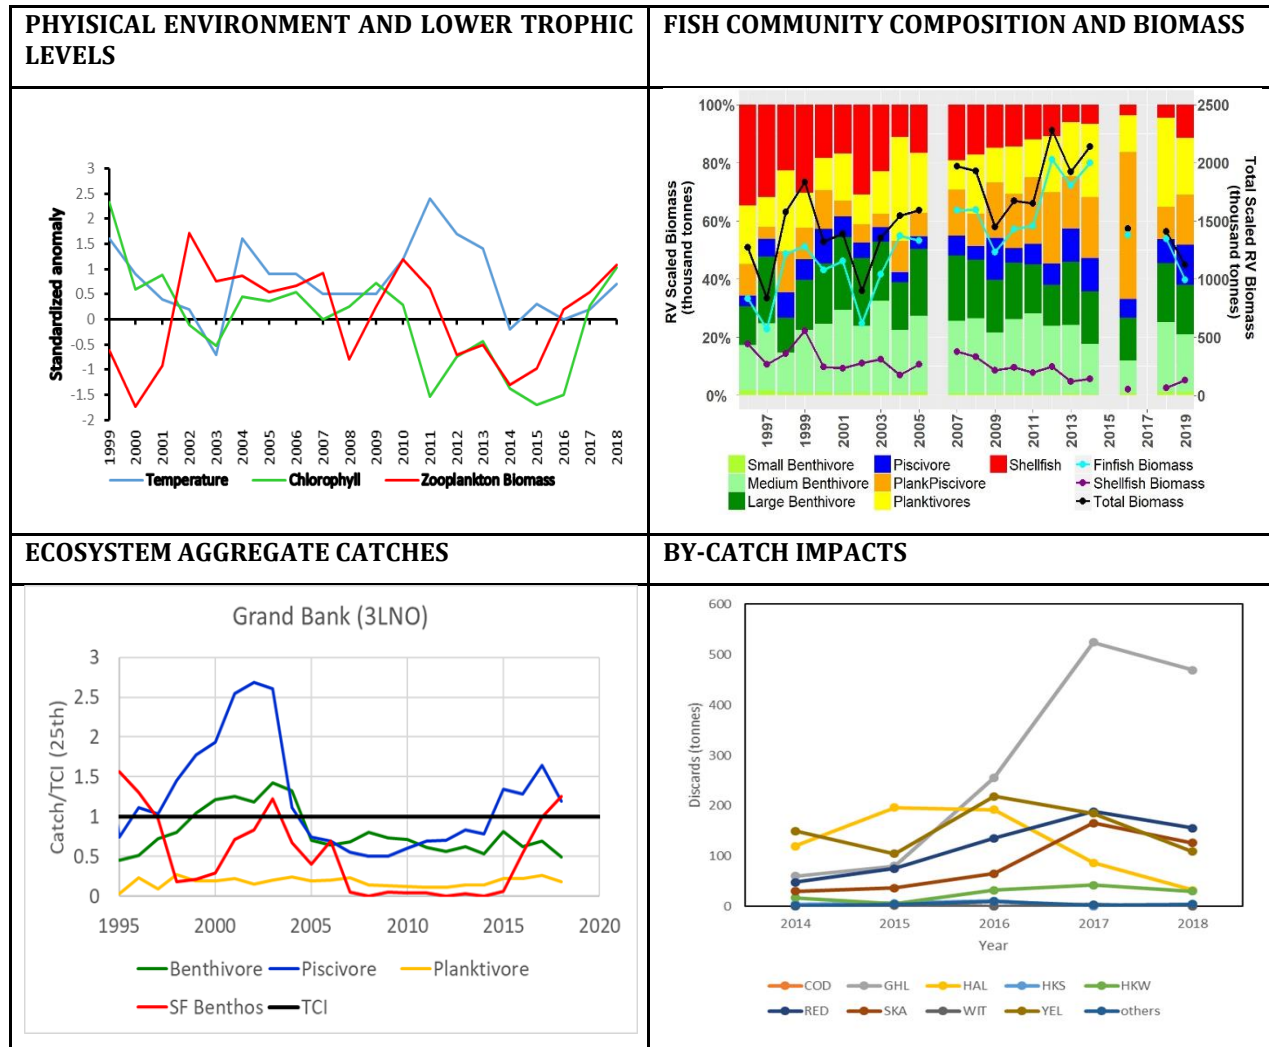 PHYISICAL ENVIRONMENT AND LOWER TROPHIC
LEVELS
FISH COMMUNITY COMPOSITION AND BIOMASS
Standardized anomaly
3
2.5
2
1.5
1
0.5
0
-0.5
-1
-1.5
-2
1999
2000
2001
2002
2003
2004
2005
2006
2007
2008
2009
2010
2011
2012
2013
2014
2015
2016
2017
2018
Temperature
Chlorophyll
Zooplankton Biomass
RV Scaled Biomass
(thousand tonnes)
100%
80%
60%
40%
20%
0%
2500
2000
1500
1000
500
0
Total Scaled RV Biomass
(thousand tonnes)
1997
1999
2001
2003
2005
2007
2009
2011
2013
2015
2017
2019
Small Benthivore
Piscivore
Shellfish
Finfish Biomass
Medium Benthivore
PlankPiscivore
Shellfish Biomass
Large Benthivore
Planktivores
Total Biomass
ECOSYSTEM AGGREGATE CATCHES
BY-CATCH IMPACTS
Grand Bank (3LNO)
Catch/TCI (25th)
3
2.5
2
1.5
1
0.5
0
1995
2000
2005
2010
2015
2020
Benthivore
Piscivore
Planktivore
SF Benthos
TCI
Discards (tonnes)
600
500
400
300
200
100
0
2014
2015
2016
2017
2018
Year
COD
GHL
HAL
HKS
HKW
RED
SKA
WIT
YEL
others